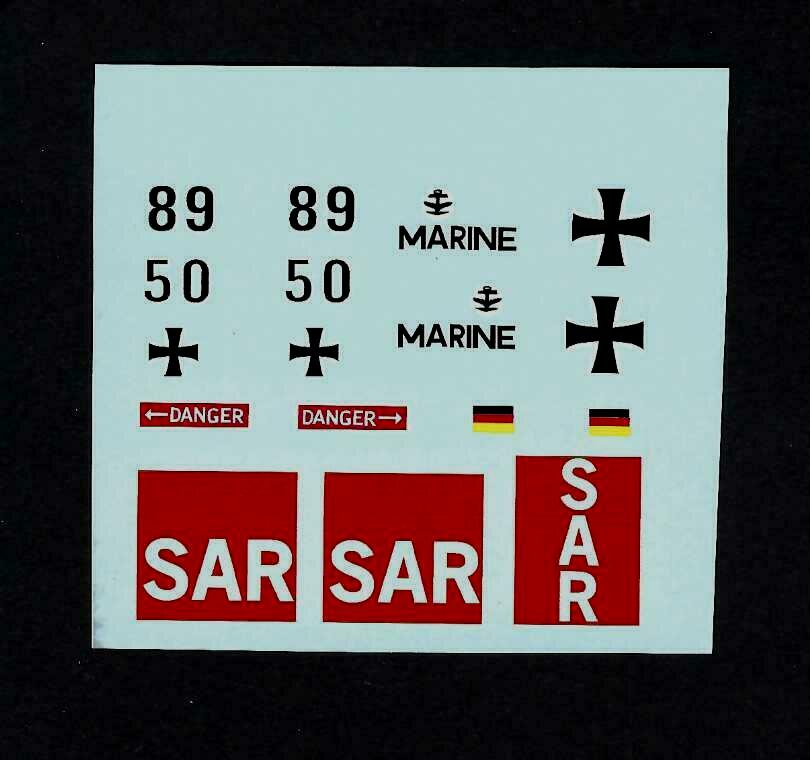 89
89
MARINE
50
50
MARINE
←DANGER
DANGER→
SAR
SAR
S
A
R